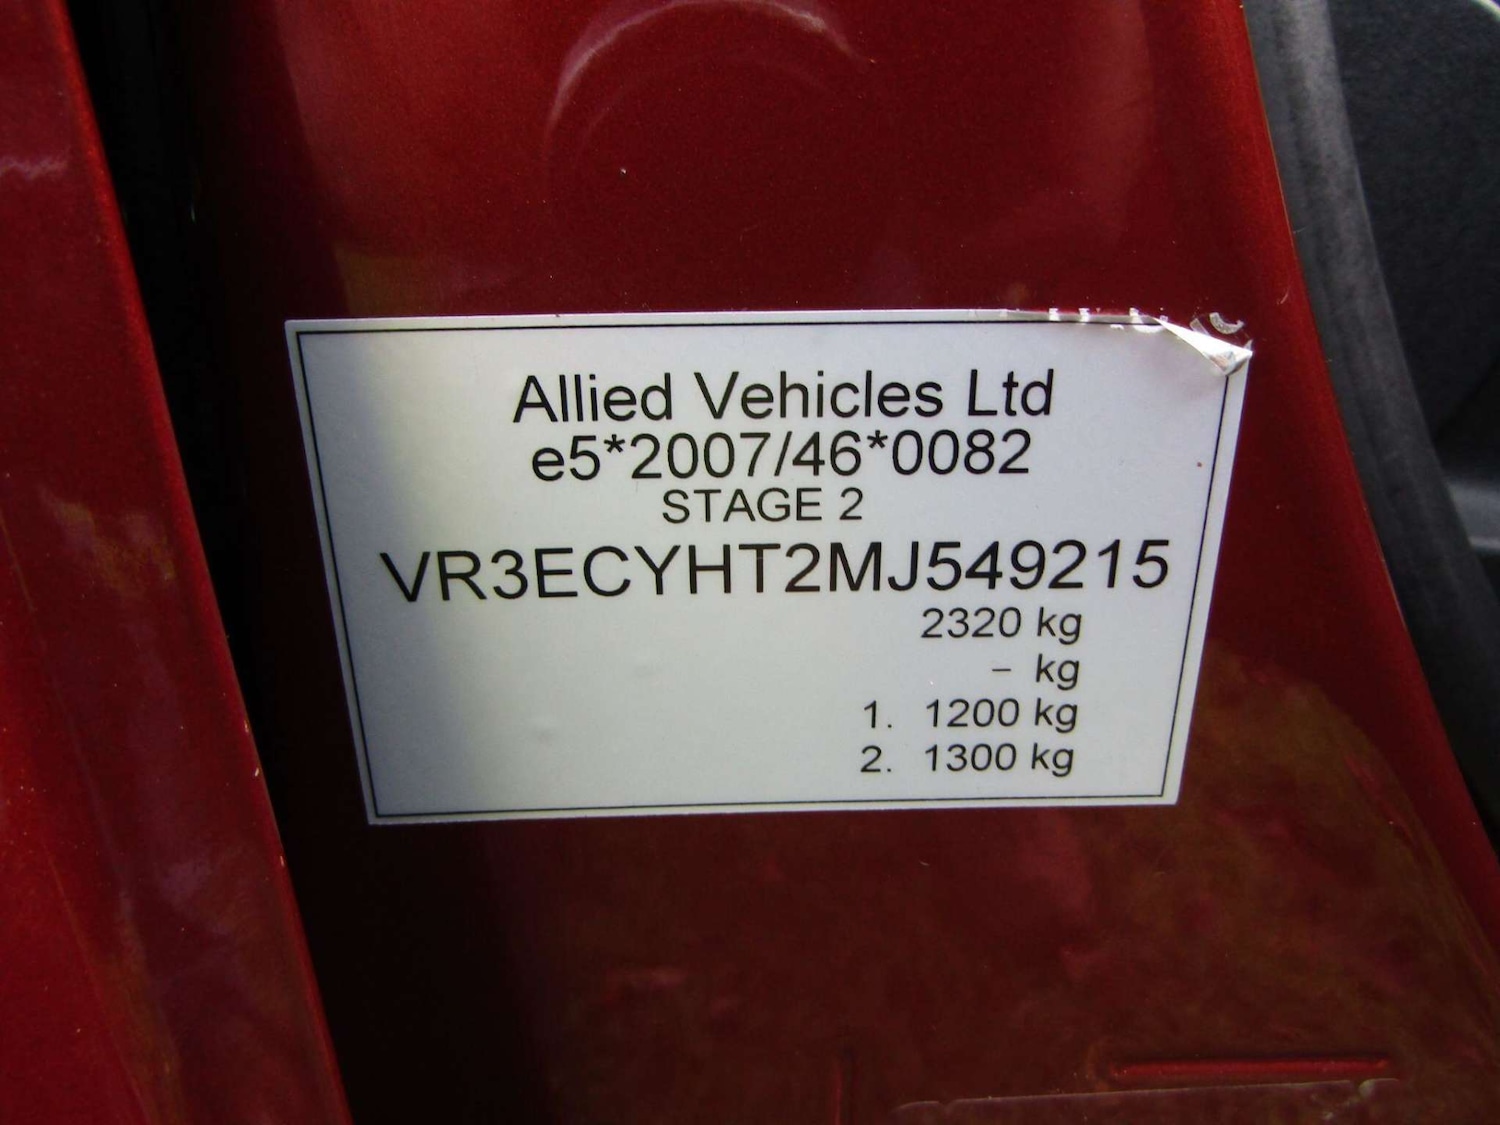 Allied Vehicles Ltd
e5*2007/46*0082
STAGE 2
VR3ECYHT2MJ549215
2320 kg
– kg
1. 1200 kg
2. 1300 kg